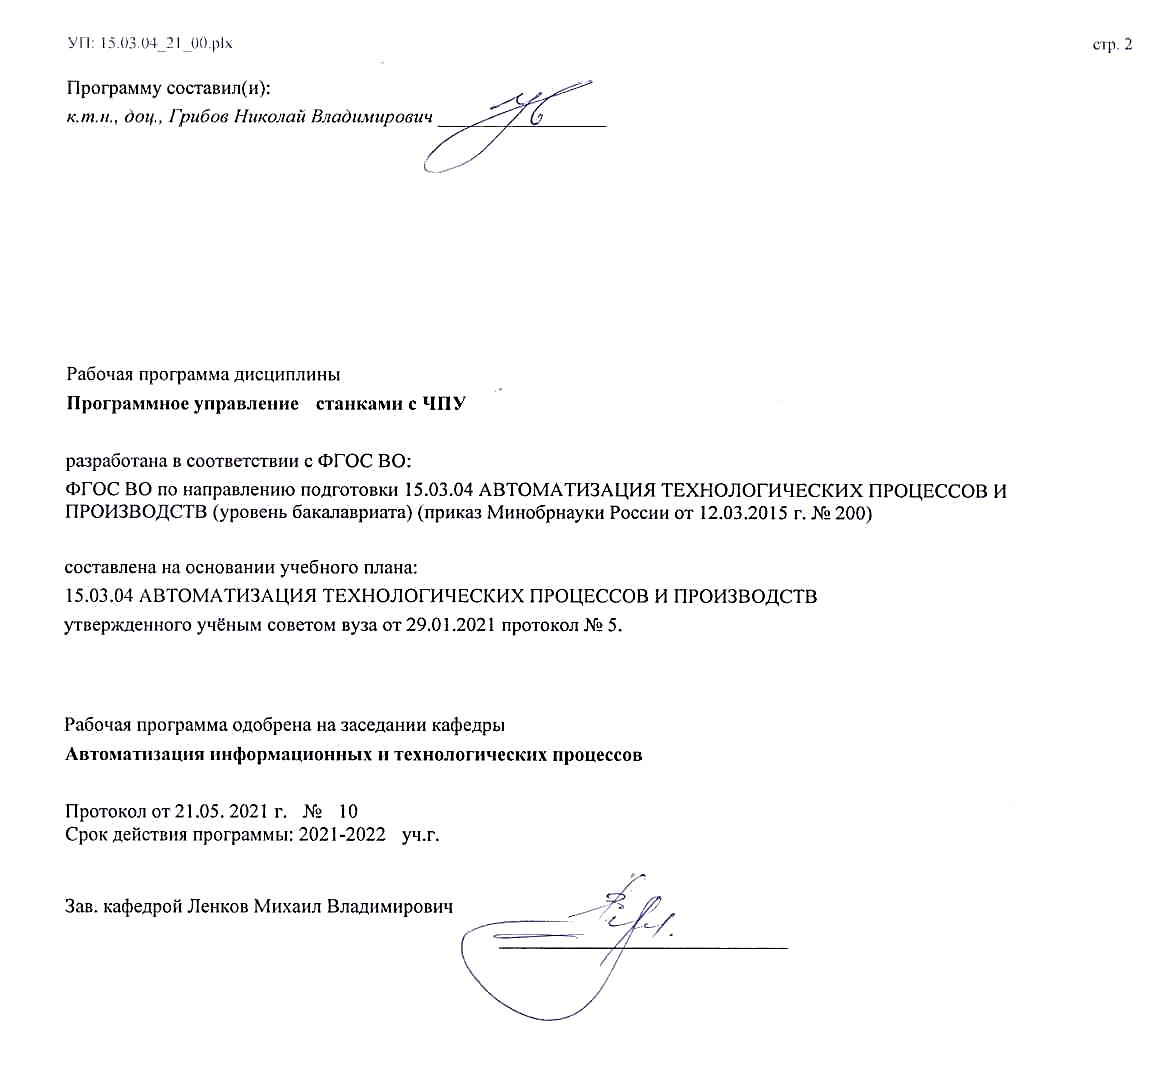 УП: 15.03.04_21_00.plx
стр. 2
Программу составил(и):
к.т.н., доц., Грибов Николай Владимирович
Рабочая программа дисциплины
Программное управление станками с ЧПУ
разработана в соответствии с ФГОС ВО:
ФГОС ВО по направлению подготовки 15.03.04 АВТОМАТИЗАЦИЯ ТЕХНОЛОГИЧЕСКИХ ПРОЦЕССОВ И
ПРОИЗВОДСТВ (уровень бакалавриата) (приказ Минобрнауки России от 12.03.2015 г. № 200)
составлена на основании учебного плана:
15.03.04 АВТОМАТИЗАЦИЯ ТЕХНОЛОГИЧЕСКИХ ПРОЦЕССОВ И ПРОИЗВОДСТВ
утвержденного учёным советом вуза от 29.01.2021 протокол № 5.
Рабочая программа одобрена на заседании кафедры
Автоматизация информационных и технологических процессов
Протокол от 21.05. 2021 г. № 10
Срок действия программы: 2021-2022 уч.г.
Зав. кафедрой Ленков Михаил Владимирович